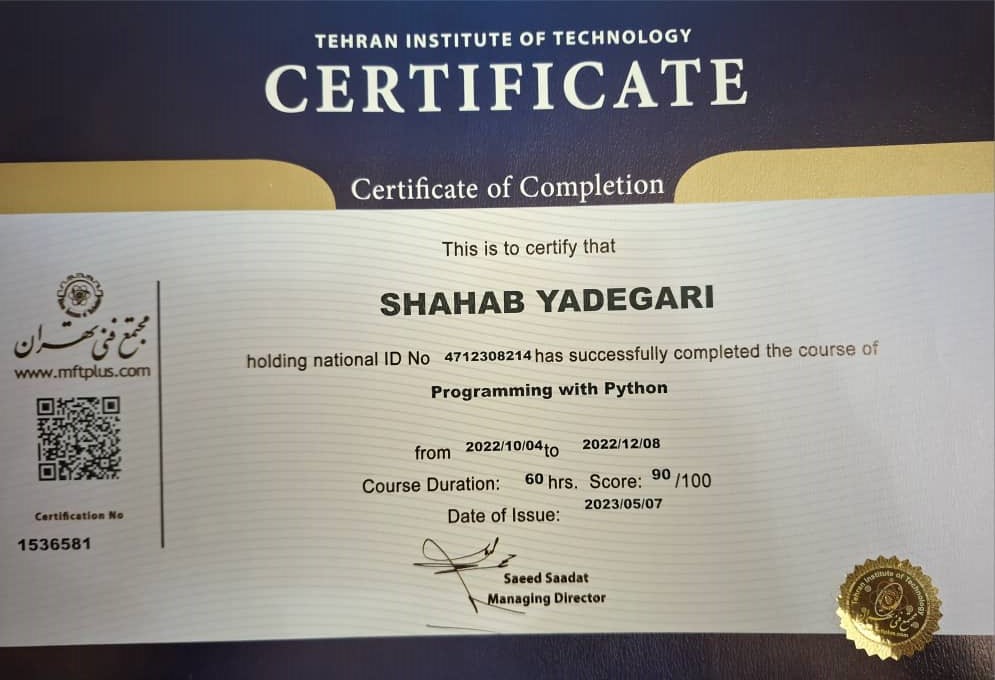 TEHRAN INSTITUTE OF TECHNOLOGY
CERTIFICATE
Certificate of Completion
This is to certify that
SHAHAB YADEGARI
holding national ID No 4712308214 has successfully completed the course of
Programming with Python
from 2022/10/04 to 2022/12/08
Course Duration: 60 hrs. Score: 90 /100
Date of Issue: 2023/05/07
Saeed Saadat
Managing Director
مجتمع فنی تهران
www.mftplus.com
Certification No
1536581
Tehran Institute of Technology
مجتمع فنی تهران